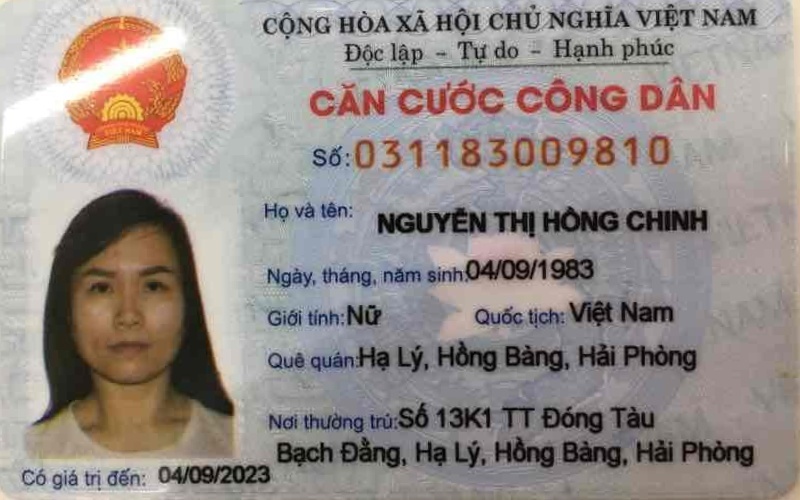 CỘNG HÒA XÃ HỘI CHỦ NGHĨA VIỆT NAM
Độc lập - Tự do - Hạnh phúc
CĂN CƯỚC CÔNG DÂN
Số: 031183009810
Họ và tên: NGUYỄN THỊ HỒNG CHINH
Ngày, tháng, năm sinh: 04/09/1983
Giới tính: Nữ Quốc tịch: Việt Nam
Quê quán: Hạ Lý, Hồng Bàng, Hải Phòng
Nơi thường trú: Số 13K1 TT Đóng Tàu
Bạch Đằng, Hạ Lý, Hồng Bàng, Hải Phòng
Có giá trị đến: 04/09/2023
VIỆT NAM